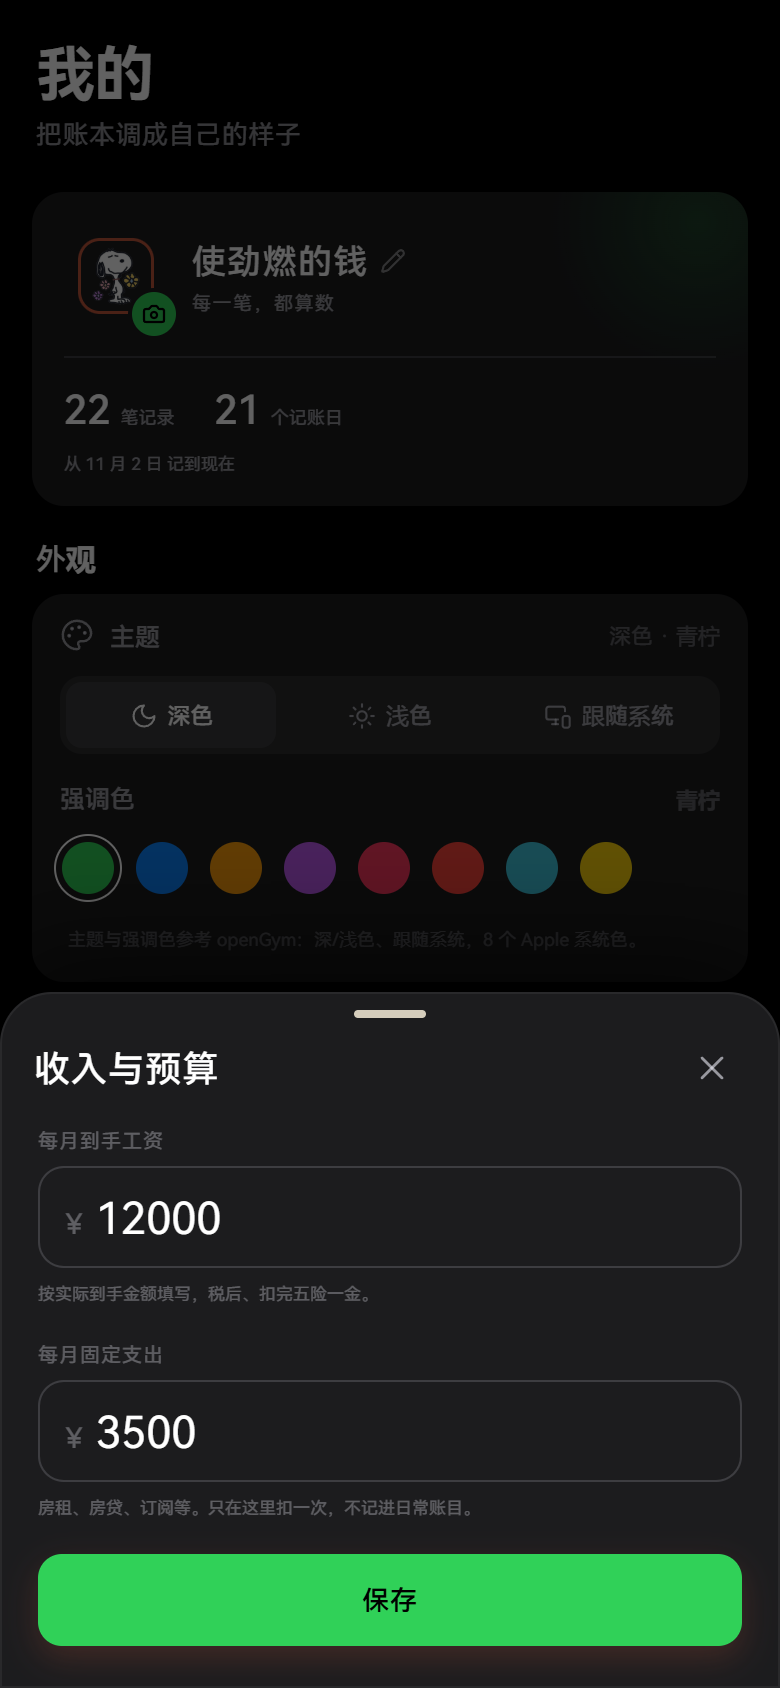 我的
把账本调成自己的样子
使劲燃的钱
每一笔，都算数
22 笔记录 21 个记账日
从 11 月 2 日 记到现在
外观
主题 深色 · 青柠
深色 浅色 跟随系统
强调色 青柠
主题与强调色参考 openGym：深/浅色、跟随系统，8 个 Apple 系统色。
收入与预算
每月到手工资
¥ 12000
按实际到手金额填写，税后、扣完五险一金。
每月固定支出
¥ 3500
房租、房贷、订阅等。只在这里扣一次，不记进日常账目。
保存